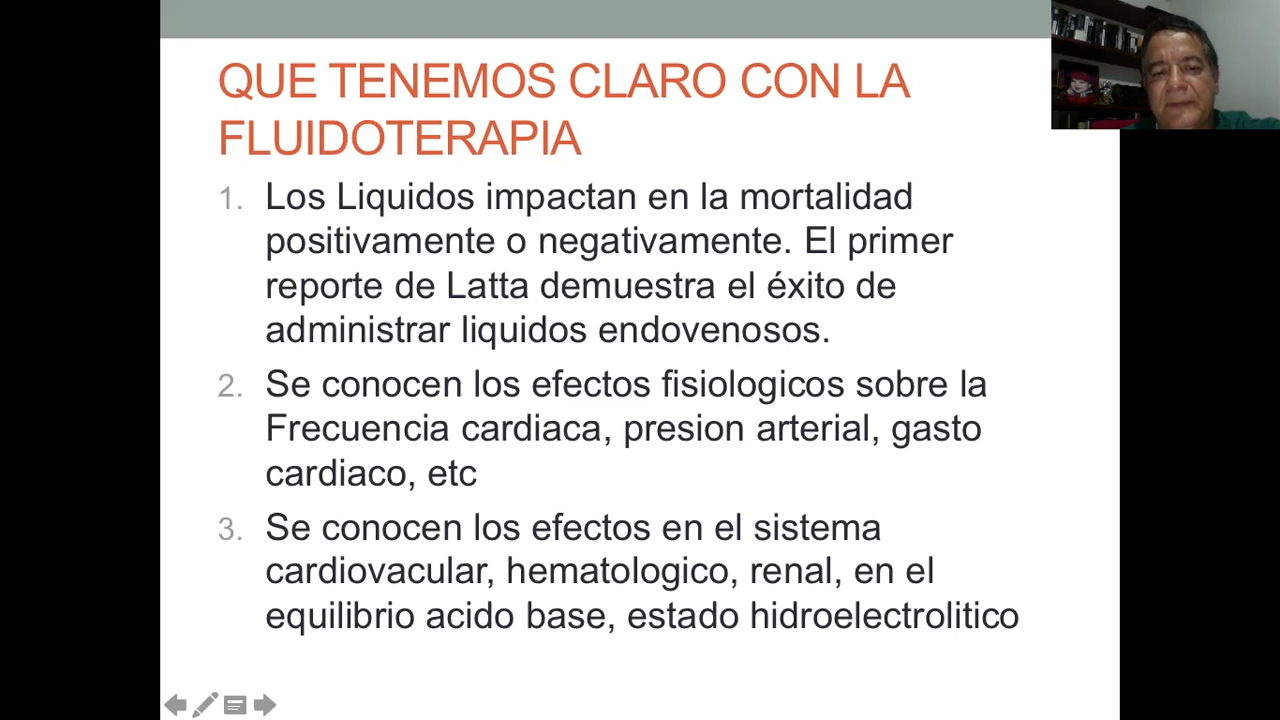 QUE TENEMOS CLARO CON LA
FLUIDOTERAPIA
1. Los Liquidos impactan en la mortalidad
positivamente o negativamente. El primer
reporte de Latta demuestra el éxito de
administrar liquidos endovenosos.
2. Se conocen los efectos fisiologicos sobre la
Frecuencia cardiaca, presion arterial, gasto
cardiaco, etc
3. Se conocen los efectos en el sistema
cardiovacular, hematologico, renal, en el
equilibrio acido base, estado hidroelectrolitico